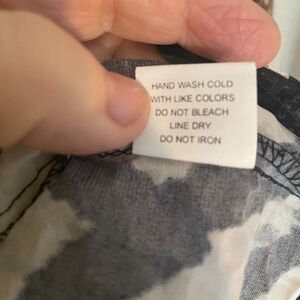 HAND WASH COLD
WITH LIKE COLORS
DO NOT BLEACH
LINE DRY
DO NOT IRON